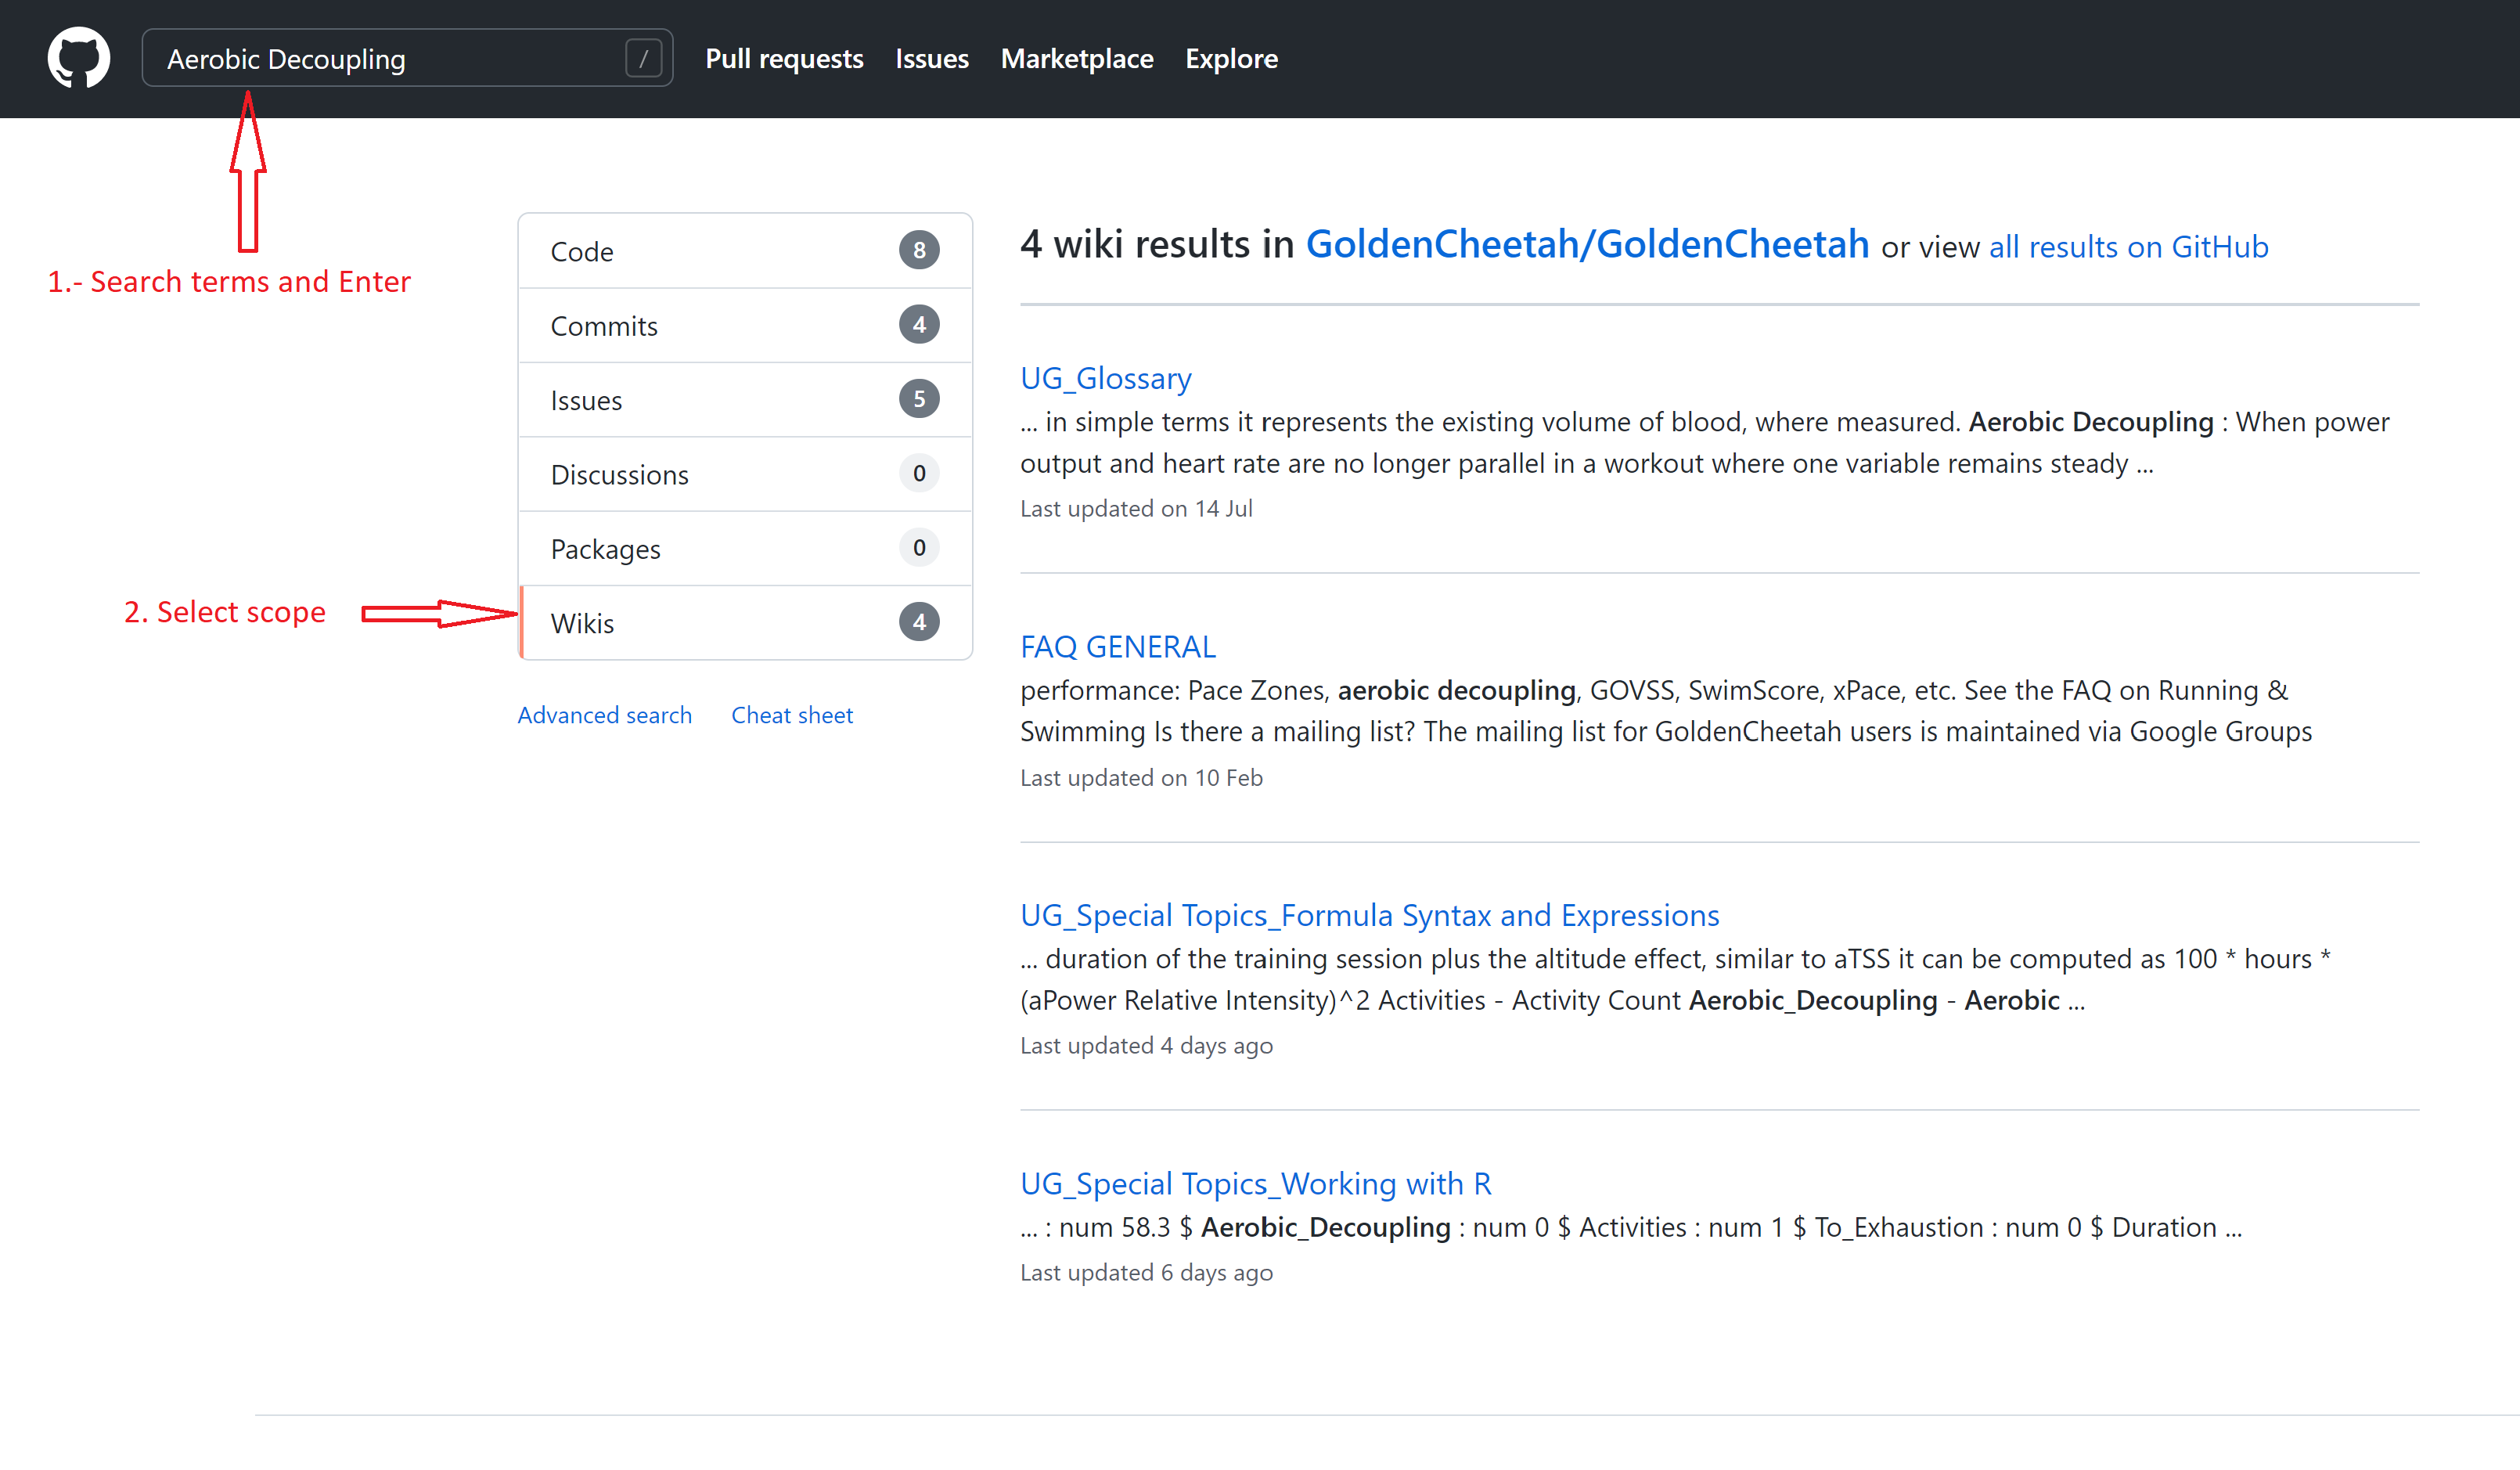 Aerobic Decoupling /
Pull requests Issues Marketplace Explore
1.- Search terms and Enter
Code 8
Commits 4
Issues 5
Discussions 0
Packages 0
2. Select scope
Wikis 4
Advanced search Cheat sheet
4 wiki results in GoldenCheetah/GoldenCheetah or view all results on GitHub
UG_Glossary
... in simple terms it represents the existing volume of blood, where measured. Aerobic Decoupling : When power
output and heart rate are no longer parallel in a workout where one variable remains steady ...
Last updated on 14 Jul
FAQ GENERAL
performance: Pace Zones, aerobic decoupling, GOVSS, SwimScore, xPace, etc. See the FAQ on Running &
Swimming Is there a mailing list? The mailing list for GoldenCheetah users is maintained via Google Groups
Last updated on 10 Feb
UG_Special Topics_Formula Syntax and Expressions
... duration of the training session plus the altitude effect, similar to aTSS it can be computed as 100 * hours *
(aPower Relative Intensity)^2 Activities - Activity Count Aerobic_Decoupling - Aerobic ...
Last updated 4 days ago
UG_Special Topics_Working with R
... : num 58.3 $ Aerobic_Decoupling : num 0 $ Activities : num 1 $ To_Exhaustion : num 0 $ Duration ...
Last updated 6 days ago